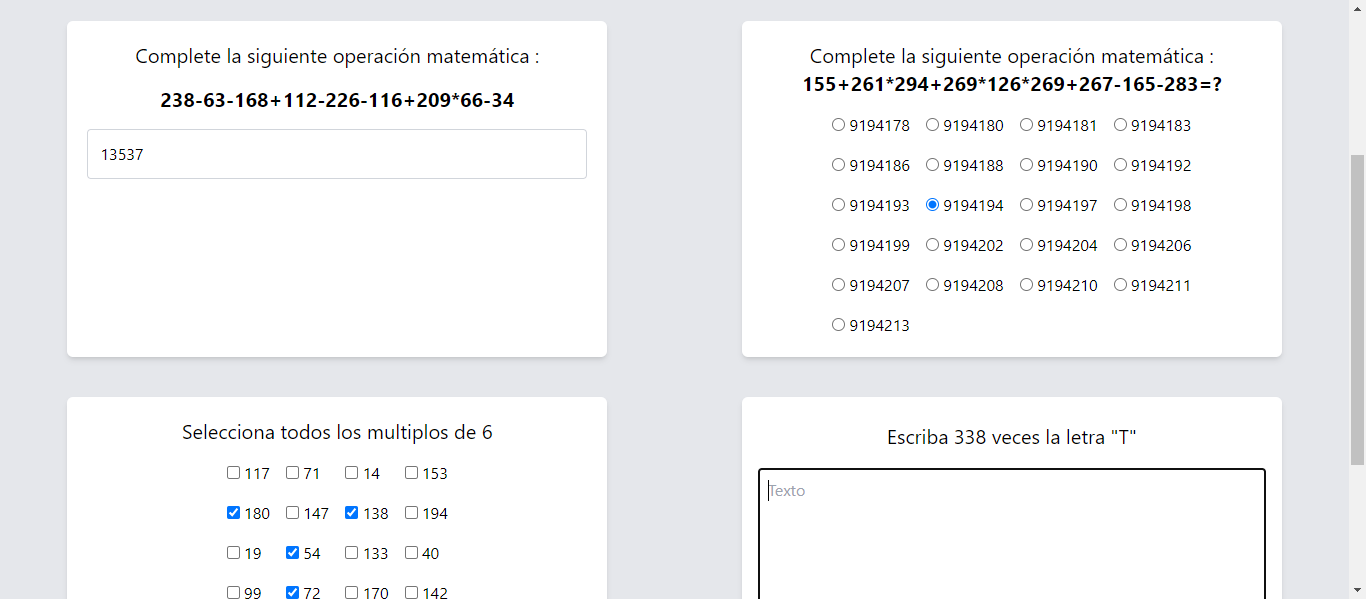 Complete la siguiente operación matemática :
238-63-168+112-226-116+209*66-34
13537
Complete la siguiente operación matemática :
155+261*294+269*126*269+267-165-283=?
9194178 9194180 9194181 9194183
9194186 9194188 9194190 9194192
9194193 9194194 9194197 9194198
9194199 9194202 9194204 9194206
9194207 9194208 9194210 9194211
9194213
Selecciona todos los multiplos de 6
117 71 14 153
180 147 138 194
19 54 133 40
99 72 170 142
Escriba 338 veces la letra "T"
Texto